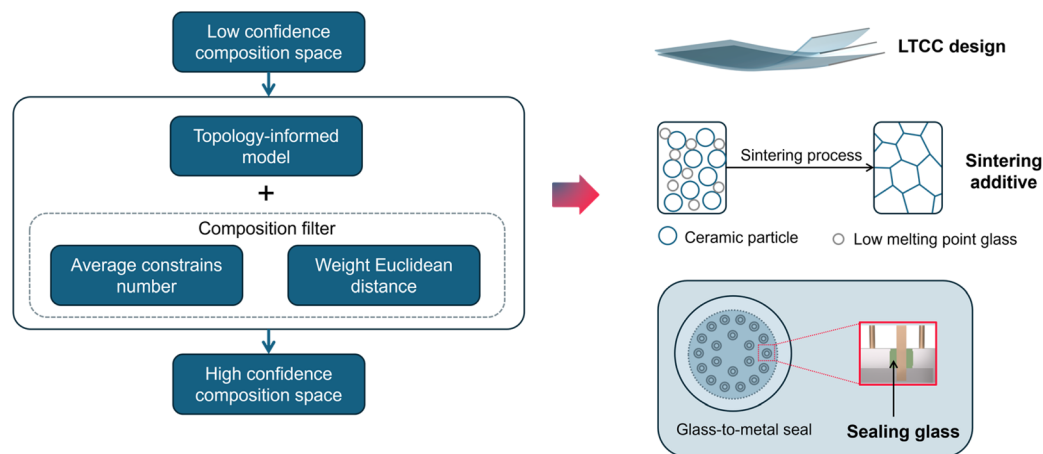 Low confidence
composition space
Topology-informed
model
+
Composition filter
Average constrains
number
Weight Euclidean
distance
High confidence
composition space
LTCC design
Sintering process
Sintering
additive
Ceramic particle
Low melting point glass
Glass-to-metal seal
Sealing glass